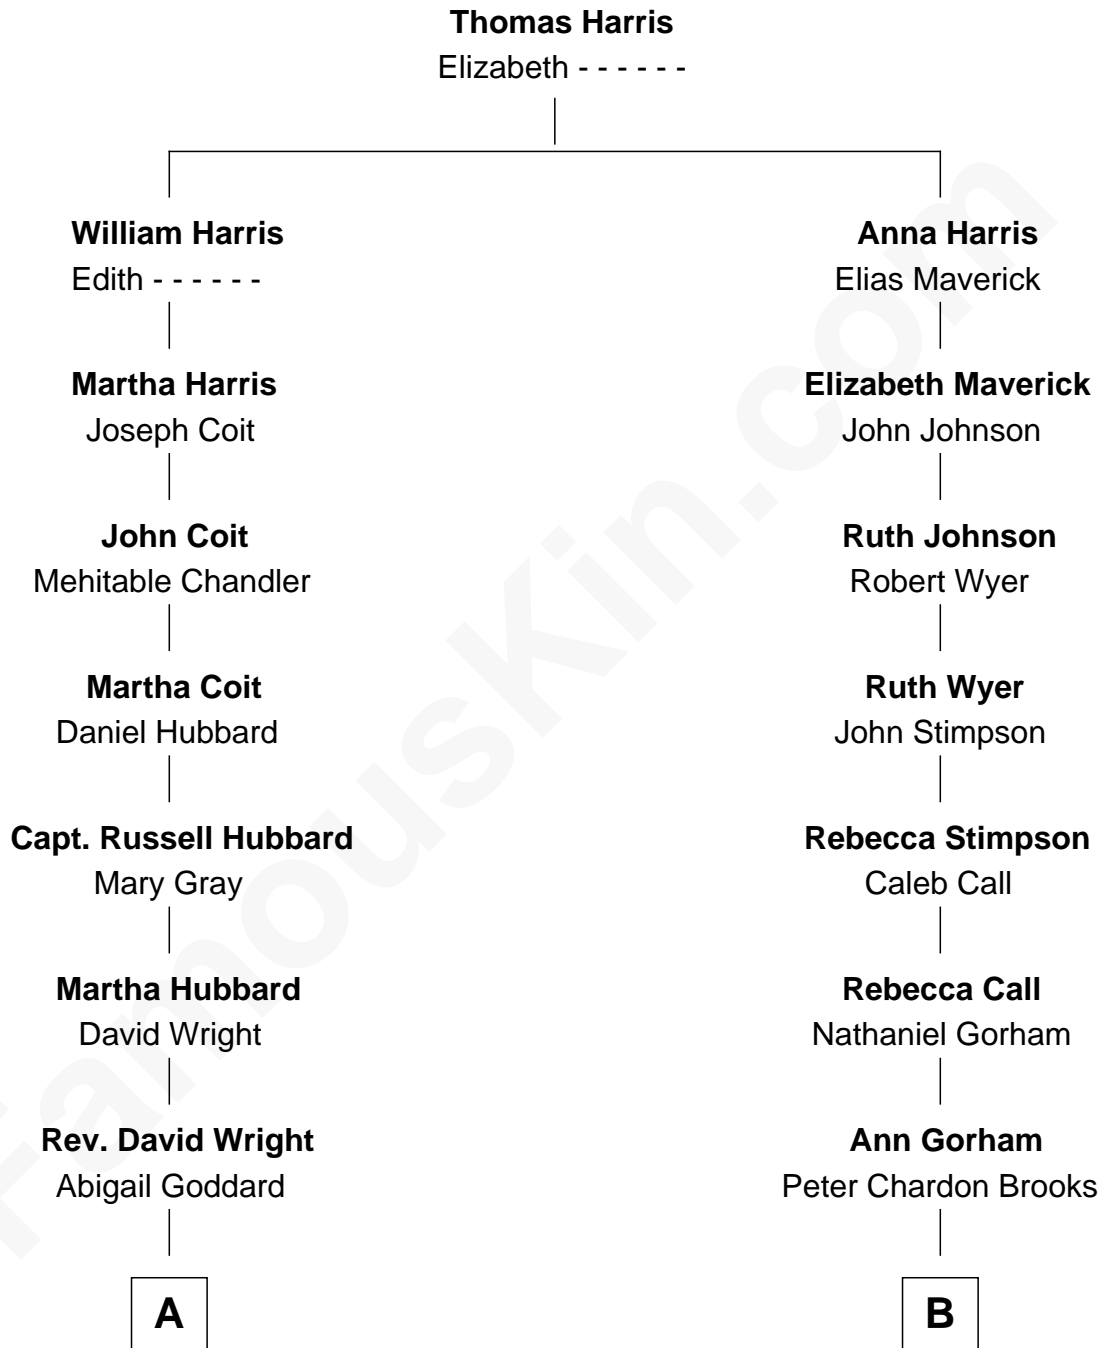 Thomas Harris
Elizabeth - - - - - -
William Harris
Edith - - - - - -
Anna Harris
Elias Maverick
Martha Harris
Joseph Coit
Elizabeth Maverick
John Johnson
John Coit
Mehitable Chandler
Ruth Johnson
Robert Wyer
Martha Coit
Daniel Hubbard
Ruth Wyer
John Stimpson
Capt. Russell Hubbard
Mary Gray
Rebecca Stimpson
Caleb Call
Martha Hubbard
David Wright
Rebecca Call
Nathaniel Gorham
Rev. David Wright
Abigail Goddard
Ann Gorham
Peter Chardon Brooks
A
B
FamousKin.com